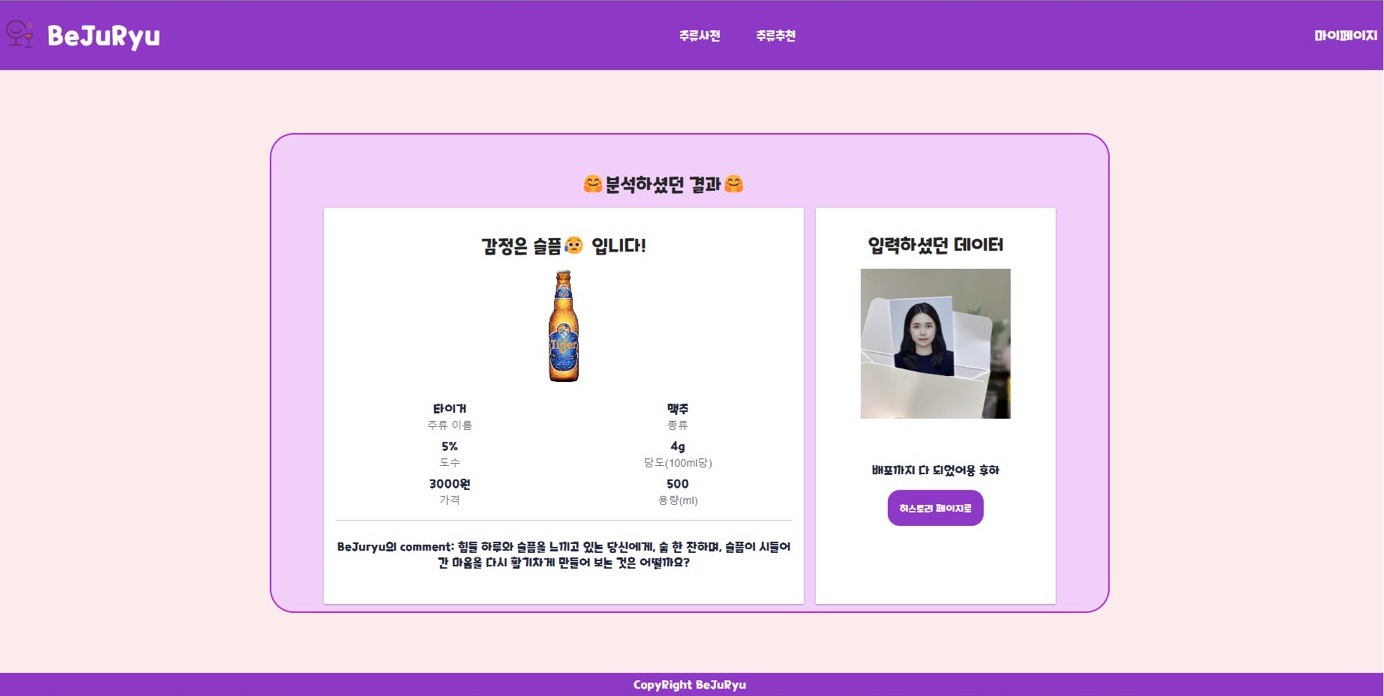 BeJuRyu
주류사전
주류추천
마이페이지
🤗분석하셨던 결과🤗
감정은 슬픔😥 입니다!
Tiger
타이거
주류 이름
맥주
종류
5%
도수
4g
당도(100ml당)
3000원
가격
500
용량(ml)
BeJuryu의 comment: 힘들 하루와 슬픔을 느끼고 있는 당신에게, 술 한 잔하며, 슬픔이 시들어
간 마음을 다시 활기차게 만들어 보는 것은 어떨까요?
입력하셨던 데이터
배포까지 다 되었어용 후하
히스토리 페이지로
CopyRight BeJuRyu